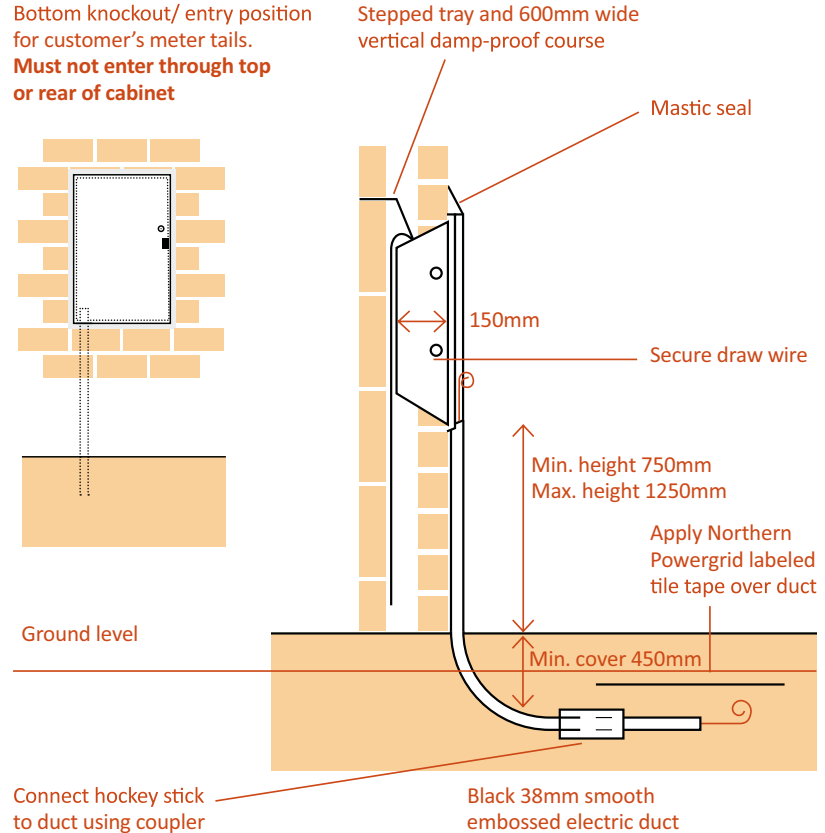 Bottom knockout/ entry position
for customer's meter tails.
Must not enter through top
or rear of cabinet
Stepped tray and 600mm wide
vertical damp-proof course
Mastic seal
150mm
Secure draw wire
Min. height 750mm
Max. height 1250mm
Apply Northern
Powergrid labeled
tile tape over duct
Ground level
Min. cover 450mm
Connect hockey stick
to duct using coupler
Black 38mm smooth
embossed electric duct